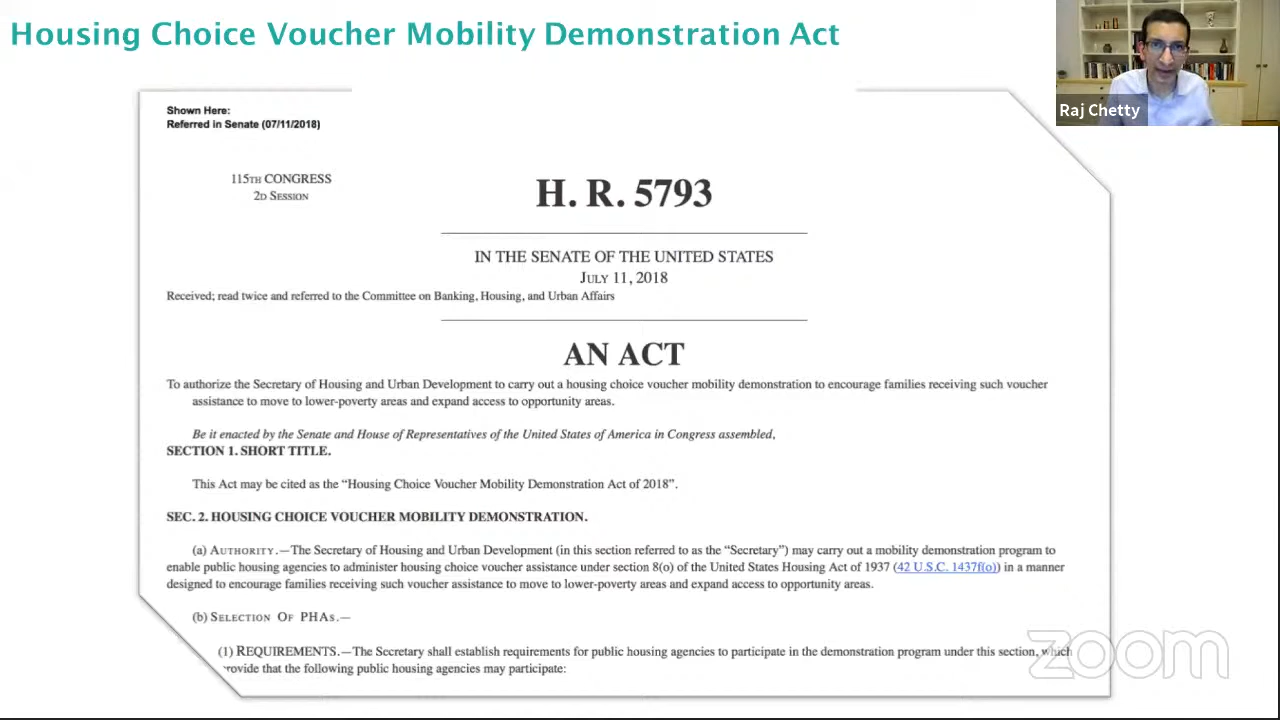 Housing Choice Voucher Mobility Demonstration Act
Raj Chetty
Shown Here:
Referred in Senate (07/11/2018)
115TH CONGRESS
2D SESSION
H. R. 5793
IN THE SENATE OF THE UNITED STATES
JULY 11, 2018
Received; read twice and referred to the Committee on Banking, Housing, and Urban Affairs
AN ACT
To authorize the Secretary of Housing and Urban Development to carry out a housing choice voucher mobility demonstration to encourage families receiving such voucher
assistance to move to lower-poverty areas and expand access to opportunity areas.
Be it enacted by the Senate and House of Representatives of the United States of America in Congress assembled,
SECTION 1. SHORT TITLE.
This Act may be cited as the “Housing Choice Voucher Mobility Demonstration Act of 2018”.
SEC. 2. HOUSING CHOICE VOUCHER MOBILITY DEMONSTRATION.
(a) AUTHORITY.—The Secretary of Housing and Urban Development (in this section referred to as the “Secretary”) may carry out a mobility demonstration program to
enable public housing agencies to administer housing choice voucher assistance under section 8(o) of the United States Housing Act of 1937 (42 U.S.C. 1437f(o)) in a manner
designed to encourage families receiving such voucher assistance to move to lower-poverty areas and expand access to opportunity areas.
(b) SELECTION OF PHAS.—
(1) REQUIREMENTS.—The Secretary shall establish requirements for public housing agencies to participate in the demonstration program under this section, which
rovide that the following public housing agencies may participate:
zoom